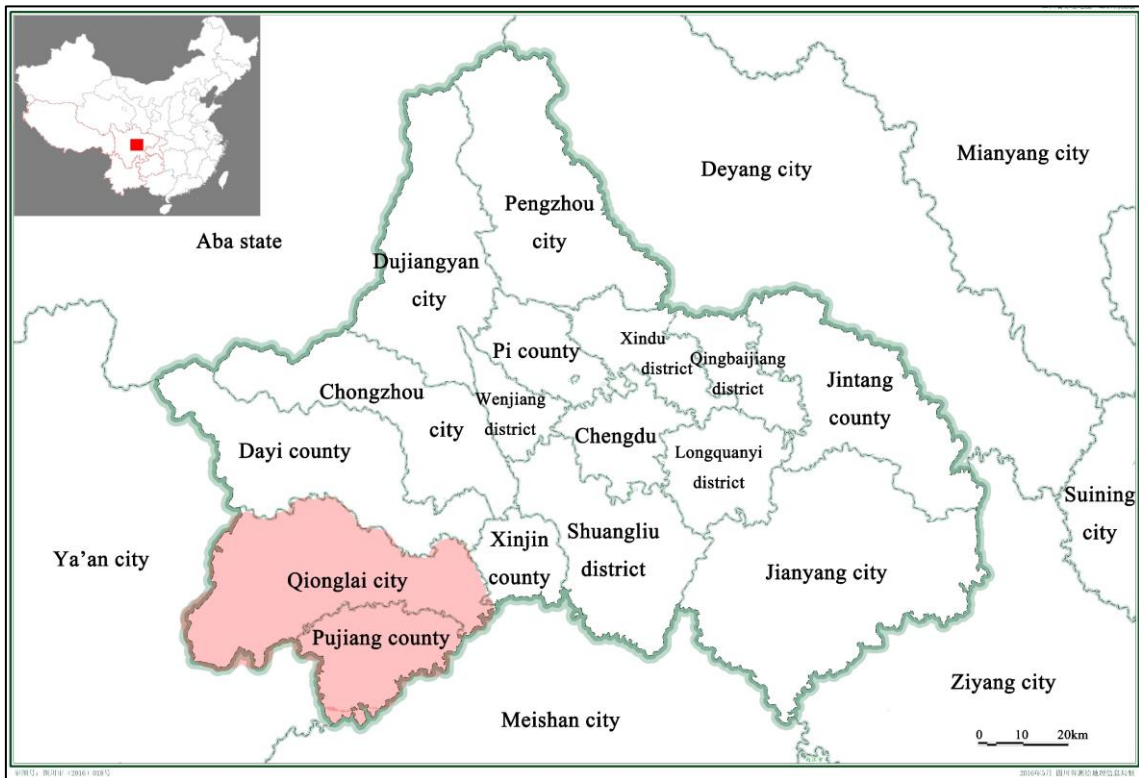 Deyang city
Mianyang city
Pengzhou
city
Aba state
Dujiangyan
city
Pi county
Xindu
district
Qingbaijiang
district
Jintang
county
Chongzhou
city
Wenjiang
district
Chengdu
Dayi county
Longquanyi
district
Suining
city
Ya'an city
Xinjin
county
Shuangliu
district
Jianyang city
Qionglai city
Pujiang county
Ziyang city
Meishan city
0 10 20km